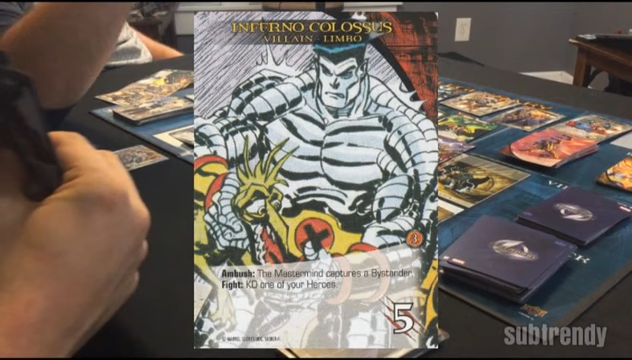 INFERNO COLOSSUS
VILLAIN - LIMBO
3
Ambush: The Mastermind captures a Bystander.
Fight: KO one of your Heroes.
5
subtrendy